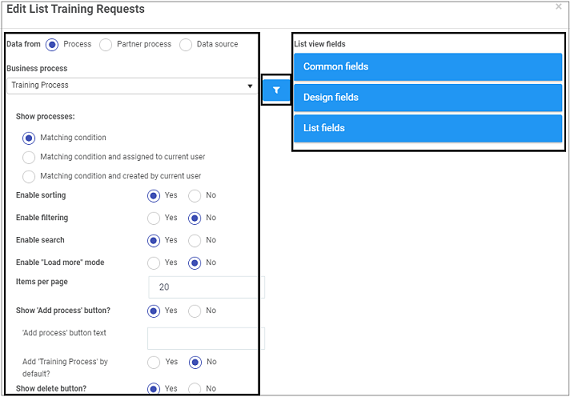 Edit List Training Requests
×
Data from Process Partner process Data source
Business process
Training Process
Show processes:
Matching condition
Matching condition and assigned to current user
Matching condition and created by current user
Enable sorting Yes No
Enable filtering Yes No
Enable search Yes No
Enable "Load more" mode Yes No
Items per page 20
Show 'Add process' button? Yes No
'Add process' button text
Add 'Training Process' by
default? Yes No
Show delete button? Yes No
List view fields
Common fields
Design fields
List fields